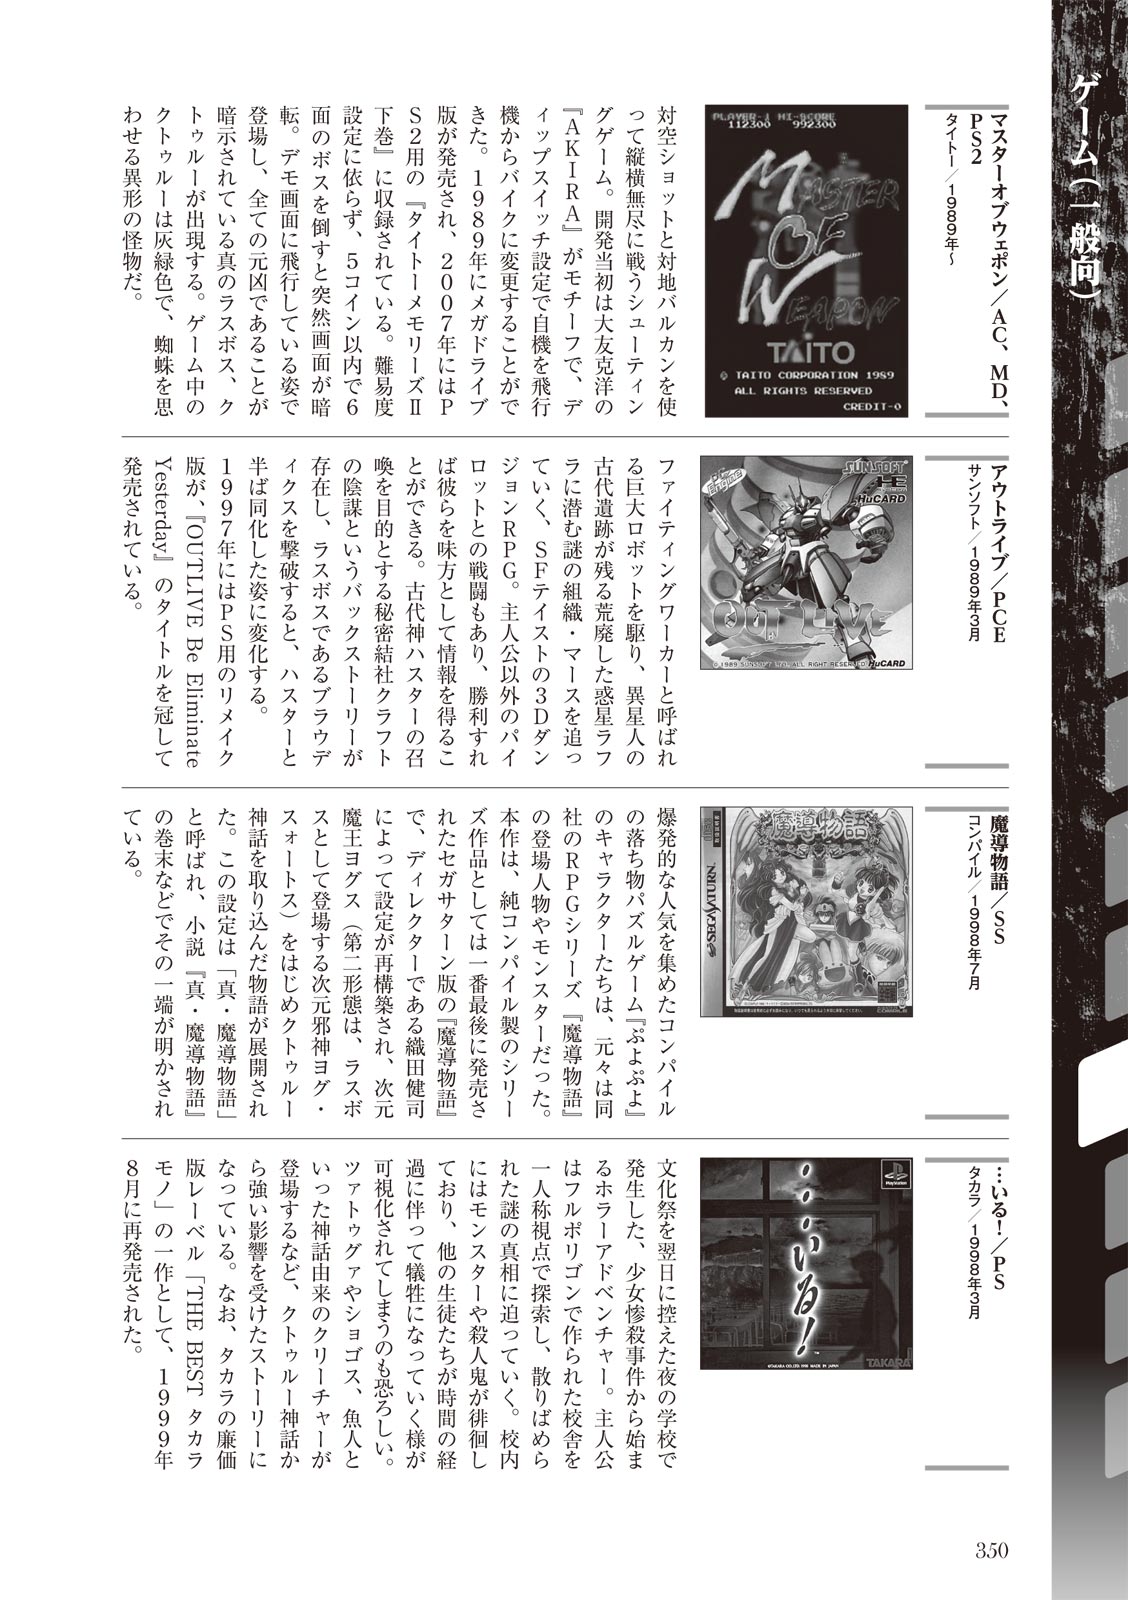 ゲーム(一般向)
マスターオブウェポン／AC、MD、
PS2
タイトー／1989年〜
PLAYER-1 HI-SCORE
112300 992300
MASTER
OF
WEAPON
TAITO
© TAITO CORPORATION 1989
ALL RIGHTS RESERVED
CREDIT-0
対空ショットと対地バルカンを使
って縦横無尽に戦うシューティン
グゲーム。開発当初は大友克洋の
『AKIRA』がモチーフで、デ
ィップスイッチ設定で自機を飛行
機からバイクに変更することがで
きた。1989年にメガドライブ
版が発売され、2007年にはP
S2用の『タイトーメモリーズⅡ
下巻』に収録されている。難易度
設定に依らず、5コイン以内で6
面のボスを倒すと突然画面が暗
転。デモ画面に飛行している姿で
登場し、全ての元凶であることが
暗示されている真のラスボス、ク
トゥルーが出現する。ゲーム中の
クトゥルーは灰緑色で、蜘蛛を思
わせる異形の怪物だ。
アウトライブ／PCE
サンソフト／1989年3月
SUNSOFT
HuCARD
OUT LIVE
HuCARD
ファイティングワーカーと呼ばれ
る巨大ロボットを駆り、異星人の
古代遺跡が残る荒廃した惑星ラフ
ラに潜む謎の組織・マースを追っ
ていく、SFテイストの3Dダン
ジョンRPG。主人公以外のパイ
ロットとの戦闘もあり、勝利すれ
ば彼らを味方として情報を得るこ
とができる。古代神ハスターの召
喚を目的とする秘密結社クラフト
の陰謀というバックストーリーが
存在し、ラスボスであるブラウデ
ィクスを撃破すると、ハスターと
半ば同化した姿に変化する。
1997年にはPS用のリメイク
版が、『OUTLIVE Be Eliminate
Yesterday』のタイトルを冠して
発売されている。
魔導物語／SS
コンパイル／1998年7月
魔導物語
SEGA SATURN
爆発的な人気を集めたコンパイル
の落ち物パズルゲーム『ぷよぷよ』
のキャラクターたちは、元々は同
社のRPGシリーズ『魔導物語』
の登場人物やモンスターだった。
本作は、純コンパイル製のシリー
ズ作品としては一番最後に発売さ
れたセガサターン版の『魔導物語』
で、ディレクターである織田健司
によって設定が再構築され、次元
魔王ヨグス（第二形態は、ラスボ
スとして登場する次元邪神ヨグ・
スォートス）をはじめクトゥルー
神話を取り込んだ物語が展開され
た。この設定は「真・魔導物語」
と呼ばれ、小説『真・魔導物語』
の巻末などでその一端が明かされ
ている。
…いる！／PS
タカラ／1998年3月
PlayStation
……いる！
TAKARA
文化祭を翌日に控えた夜の学校で
発生した、少女惨殺事件から始ま
るホラーアドベンチャー。主人公
はフルポリゴンで作られた校舎を
一人称視点で探索し、散りばめら
れた謎の真相に迫っていく。校内
にはモンスターや殺人鬼が徘徊し
ており、他の生徒たちが時間の経
過に伴って犠牲になっていく様が
可視化されてしまうのも恐ろしい。
ツァトゥグァやショゴス、魚人と
いった神話由来のクリーチャーが
登場するなど、クトゥルー神話か
ら強い影響を受けたストーリーに
なっている。なお、タカラの廉価
版レーベル「THE BEST タカラ
モノ」の一作として、1999年
8月に再発売された。
350